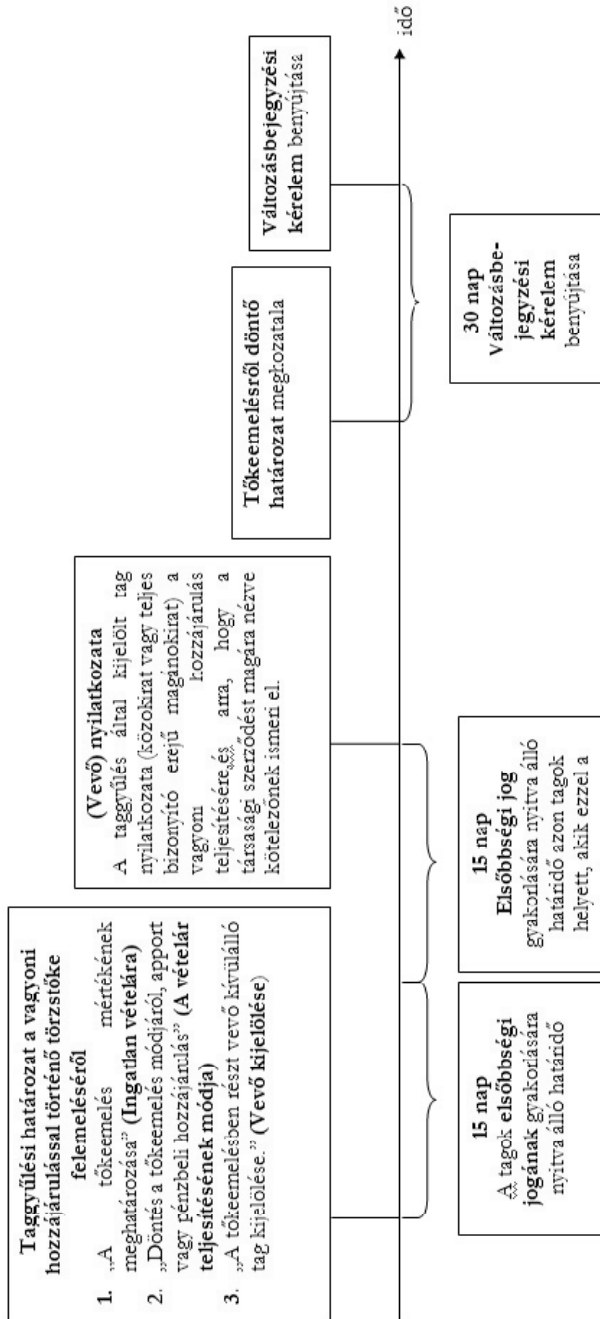 Taggyűlési határozat a vagyoni
hozzájárulással történő törzstőke
felemeléséről
1. „A tőkeemelés mértékének
meghatározása” (Ingatlan vételára)
2. „Döntés a tőkeemelés módjáról, apport
vagy pénzbeli hozzájárulás” (A vételár
teljesítésének módja)
3. „A tőkeemelésben részt vevő kívülálló
tag kijelölése.” (Vevő kijelölése)
(Vevő) nyilatkozata
A taggyűlés által kijelölt tag
nyilatkozata (közokirat vagy teljes
bizonyító erejű magánokirat) a
vagyoni hozzájárulás
teljesítésére,és arra, hogy a
társasági szerződést magára nézve
kötelezőnek ismeri el.
Tőkeemelésről döntő
határozat meghozatala
Változásbejegyzési
kérelem benyújtása
idő
15 nap
A tagok elsőbbségi
jogának gyakorlására
nyitva álló határidő
15 nap
Elsőbbségi jog
gyakorlására nyitva álló
határidő azon tagok
helyett, akik ezzel a
30 nap
Változásbe-
jegyzési
kérelem
benyújtása